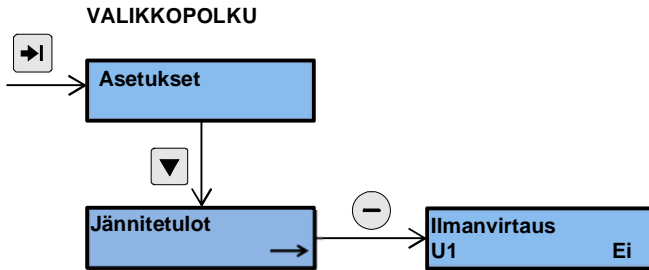 VALIKKOPOLKU
Asetukset
Jännitetulot
Ilmanvirtaus
U1 Ei